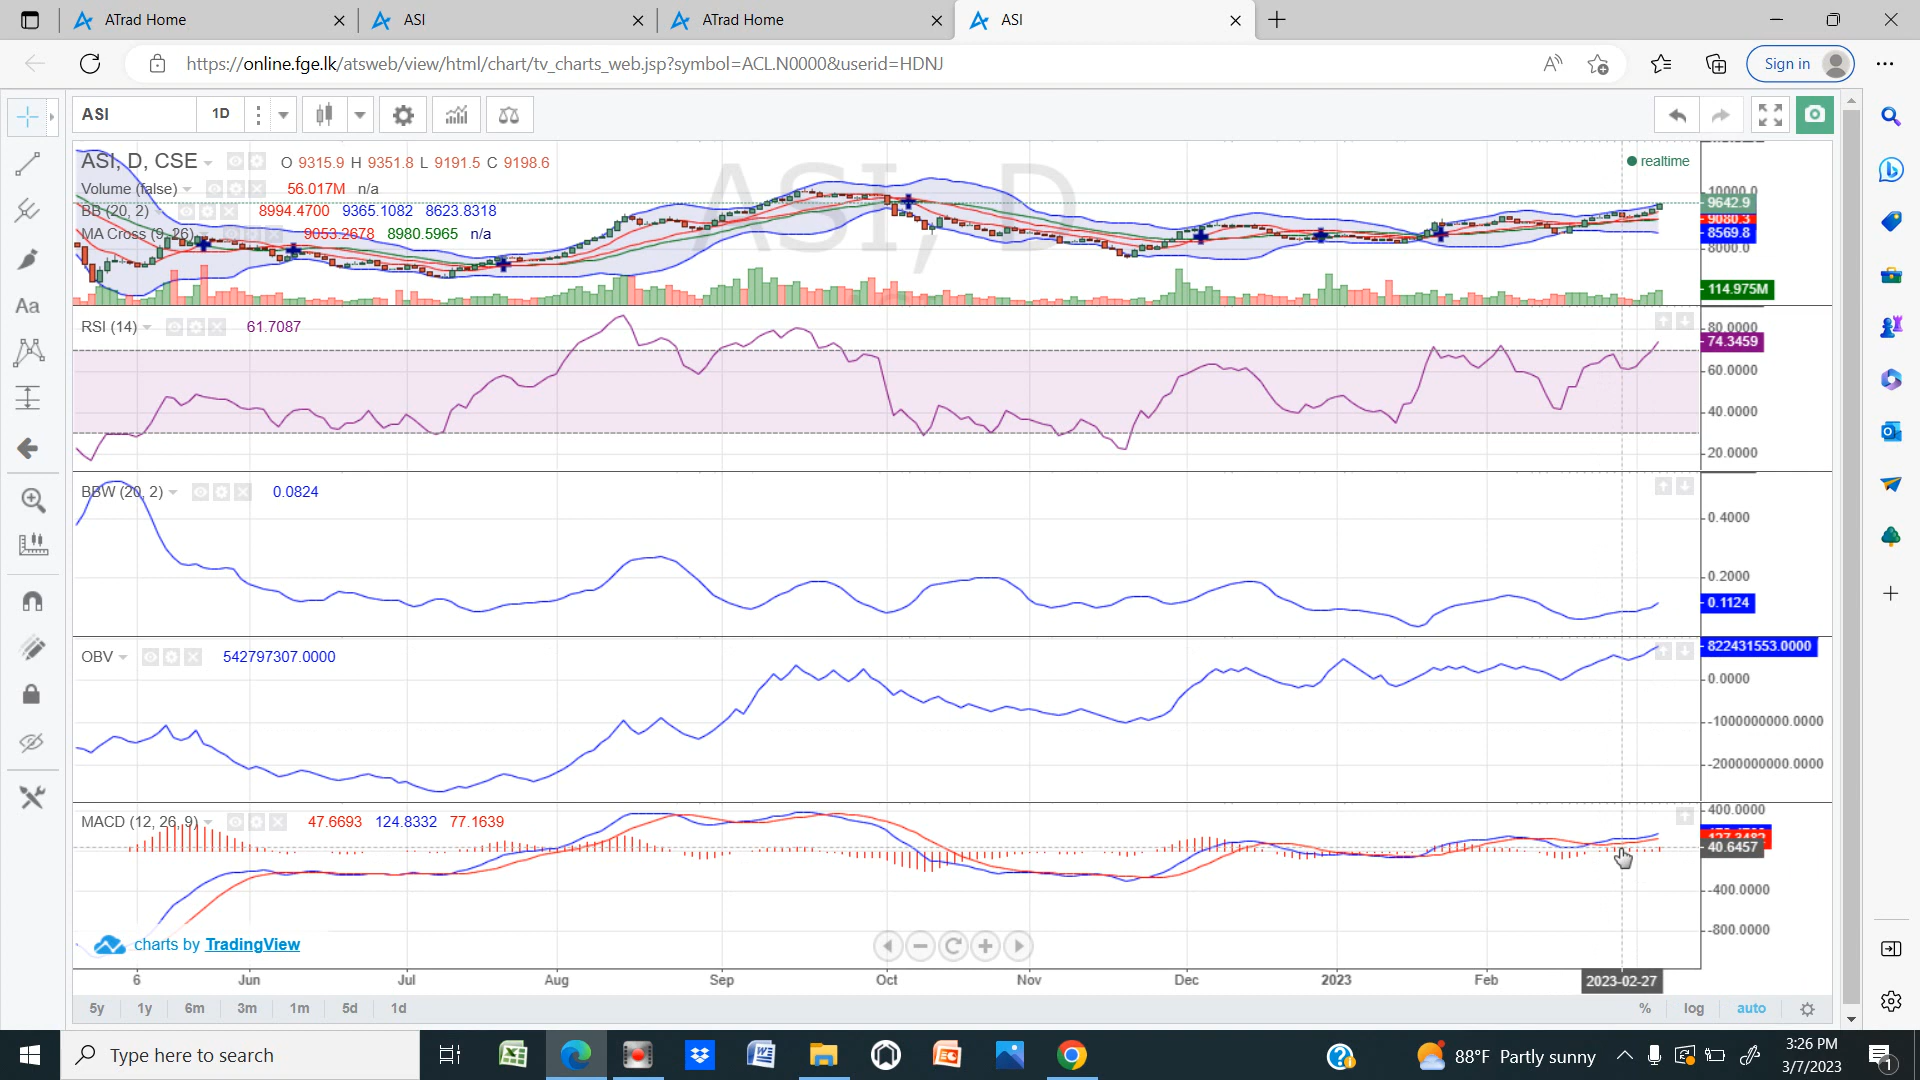 ATrad Home
ASI
ATrad Home
ASI
https://online.fge.lk/atsweb/view/html/chart/tv_charts_web.jsp?symbol=ACL.N0000&userid=HDNJ
Sign in
ASI 1D
ASI, D, CSE O 9315.9 H 9351.8 L 9191.5 C 9198.6
realtime
Volume (false) 56.017M n/a
BB (20, 2) 8994.4700 9365.1082 8623.8318
MA Cross (9, 26) 9053.2678 8980.5965 n/a
ASI, D
10000.0
9642.9
9080.3
8569.8
8000.0
114.975M
RSI (14) 61.7087
80.0000
74.3459
60.0000
40.0000
20.0000
BBW (20, 2) 0.0824
0.4000
0.2000
0.1124
OBV 542797307.0000
822431553.0000
0.0000
-1000000000.0000
-2000000000.0000
MACD (12, 26, 9) 47.6693 124.8332 77.1639
400.0000
127.3482
40.6457
-400.0000
-800.0000
charts by TradingView
6 Jun Jul Aug Sep Oct Nov Dec 2023 Feb 2023-02-27
5y 1y 6m 3m 1m 5d 1d
% log auto
Type here to search
88°F Partly sunny
3:26 PM
3/7/2023
1